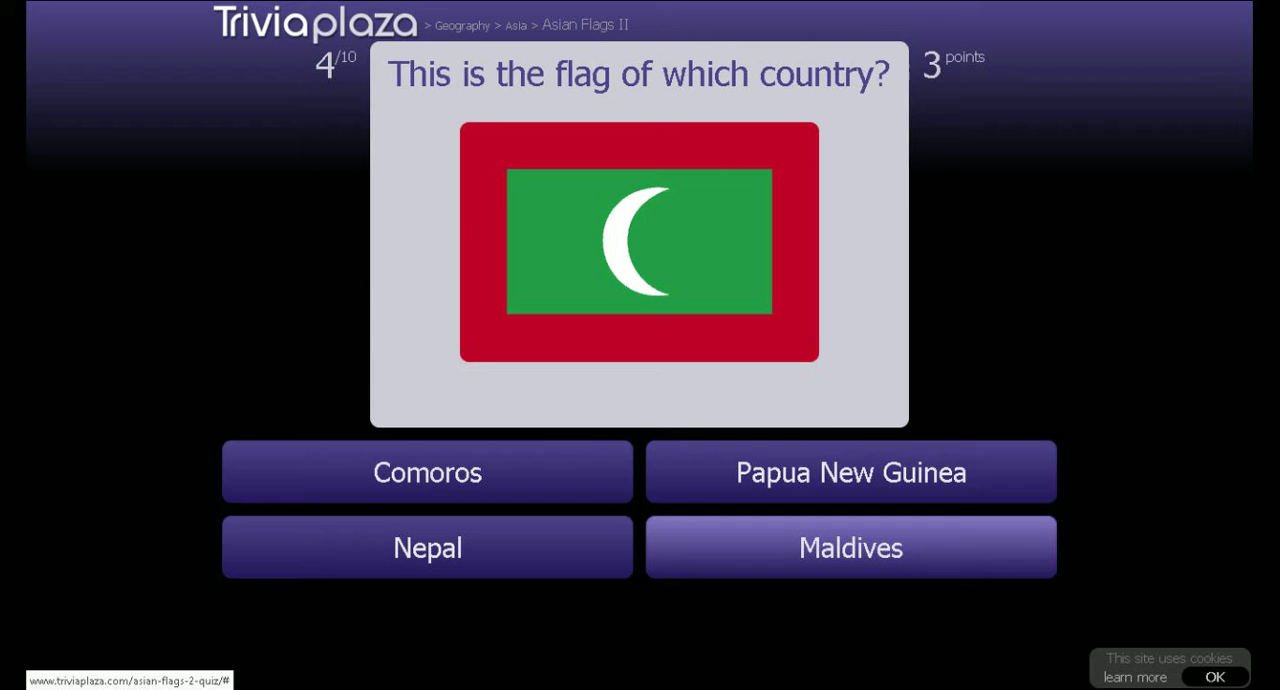 Triviaplaza > Geography > Asia > Asian Flags II
4/10
This is the flag of which country?
3 points
Comoros
Papua New Guinea
Nepal
Maldives
This site uses cookies
learn more OK
www.triviaplaza.com/asian-flags-2-quiz/#